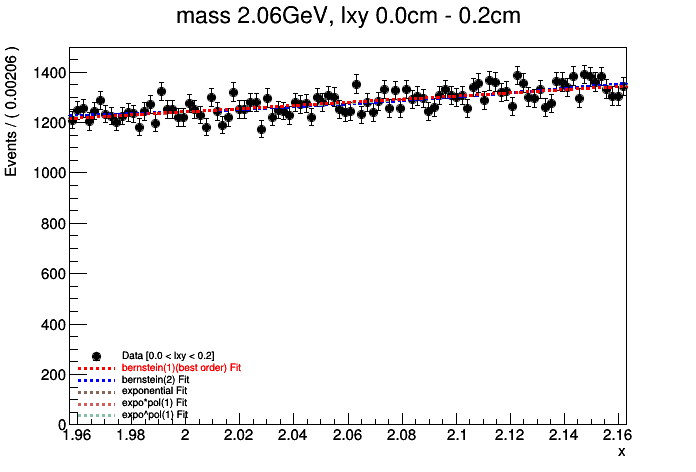 mass 2.06GeV, lxy 0.0cm - 0.2cm
Events / ( 0.00206 )
1400
1200
1000
800
600
400
200
0
Data [0.0 < lxy < 0.2]
bernstein(1)(best order) Fit
bernstein(2) Fit
exponential Fit
expo*pol(1) Fit
expo^pol(1) Fit
1.96 1.98 2 2.02 2.04 2.06 2.08 2.1 2.12 2.14 2.16
x